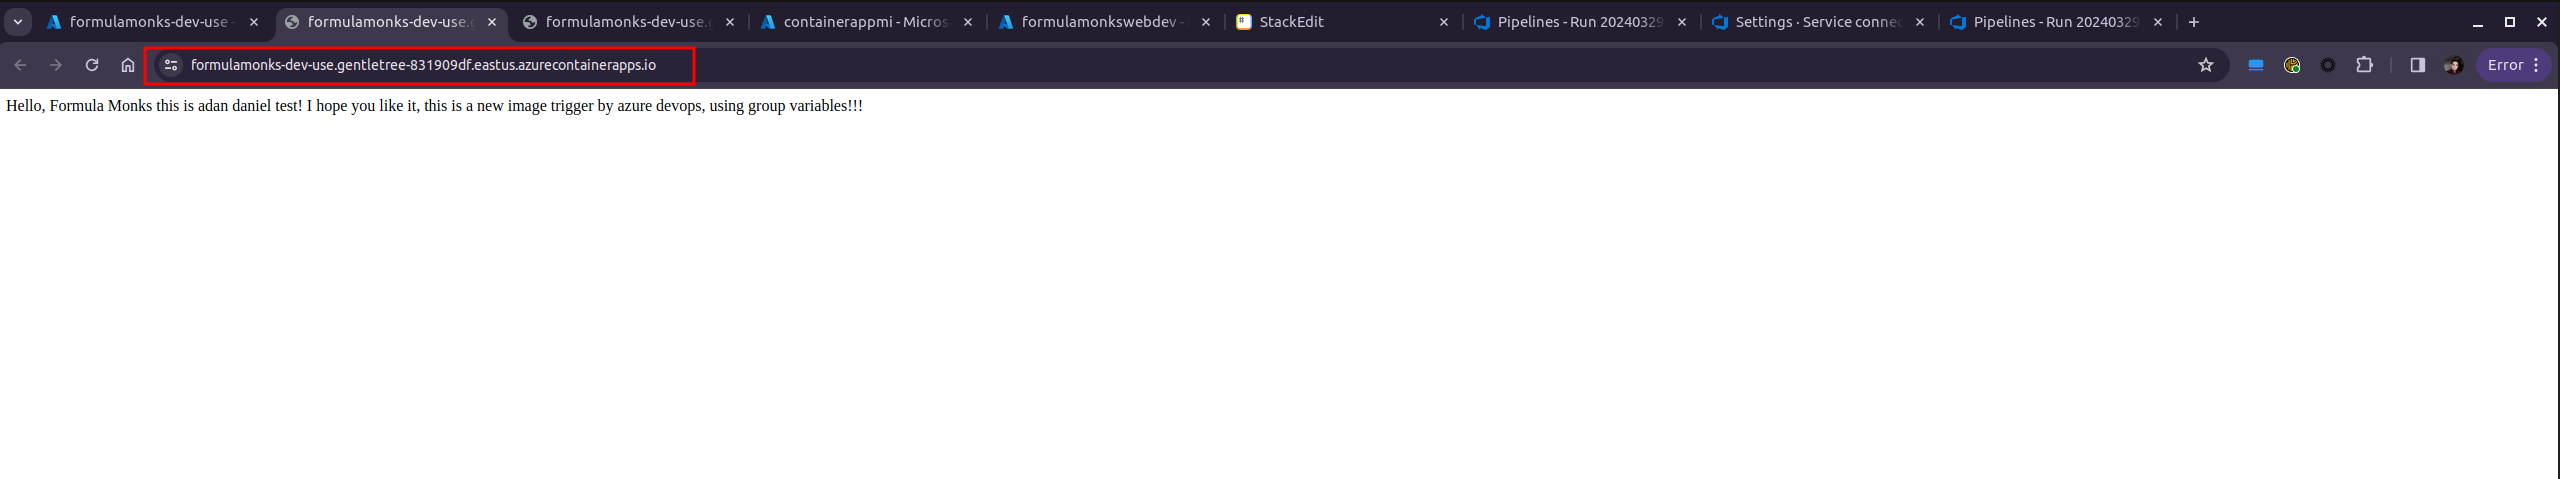 formulamonks-dev-use -
formulamonks-dev-use.g
formulamonks-dev-use.g
containerappmi - Micros
formulamonkswebdev -
StackEdit
Pipelines - Run 20240329
Settings · Service connec
Pipelines - Run 20240329
formulamonks-dev-use.gentletree-831909df.eastus.azurecontainerapps.io
Error
Hello, Formula Monks this is adan daniel test! I hope you like it, this is a new image trigger by azure devops, using group variables!!!